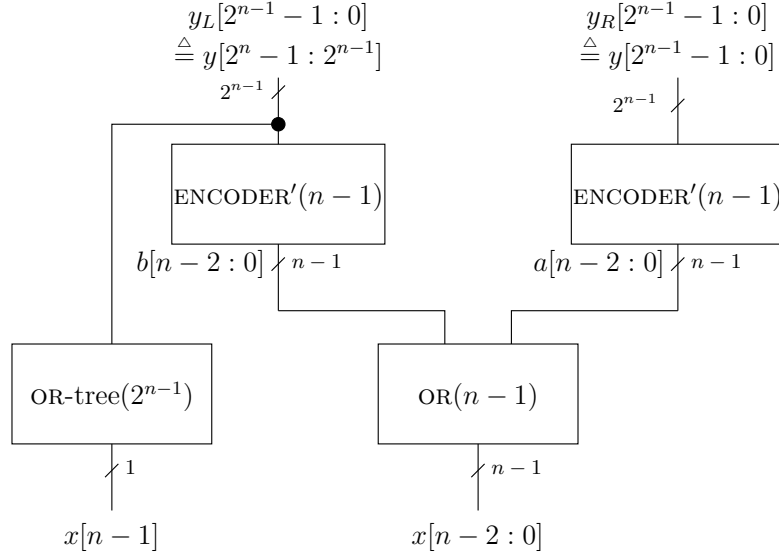 y_L[2^{n-1} − 1 : 0]
≜ y[2^n − 1 : 2^{n-1}]
y_R[2^{n-1} − 1 : 0]
≜ y[2^{n-1} − 1 : 0]
2^{n-1}
2^{n-1}
ENCODER′(n − 1)
ENCODER′(n − 1)
b[n − 2 : 0]
n − 1
a[n − 2 : 0]
n − 1
OR-tree(2^{n-1})
OR(n − 1)
1
n − 1
x[n − 1]
x[n − 2 : 0]